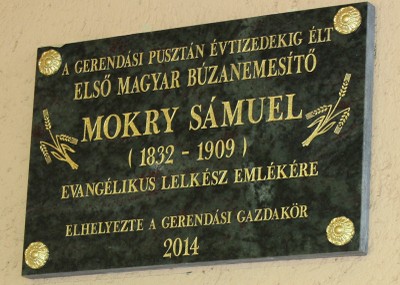 A GERENDÁSI PUSZTÁN ÉVTIZEDEKIG ÉLT
ELSŐ MAGYAR BÚZANEMESÍTŐ
MOKRY SÁMUEL
( 1832 - 1909 )
EVANGÉLIKUS LELKÉSZ EMLÉKÉRE
ELHELYEZTE A GERENDÁSI GAZDAKÖR
2014